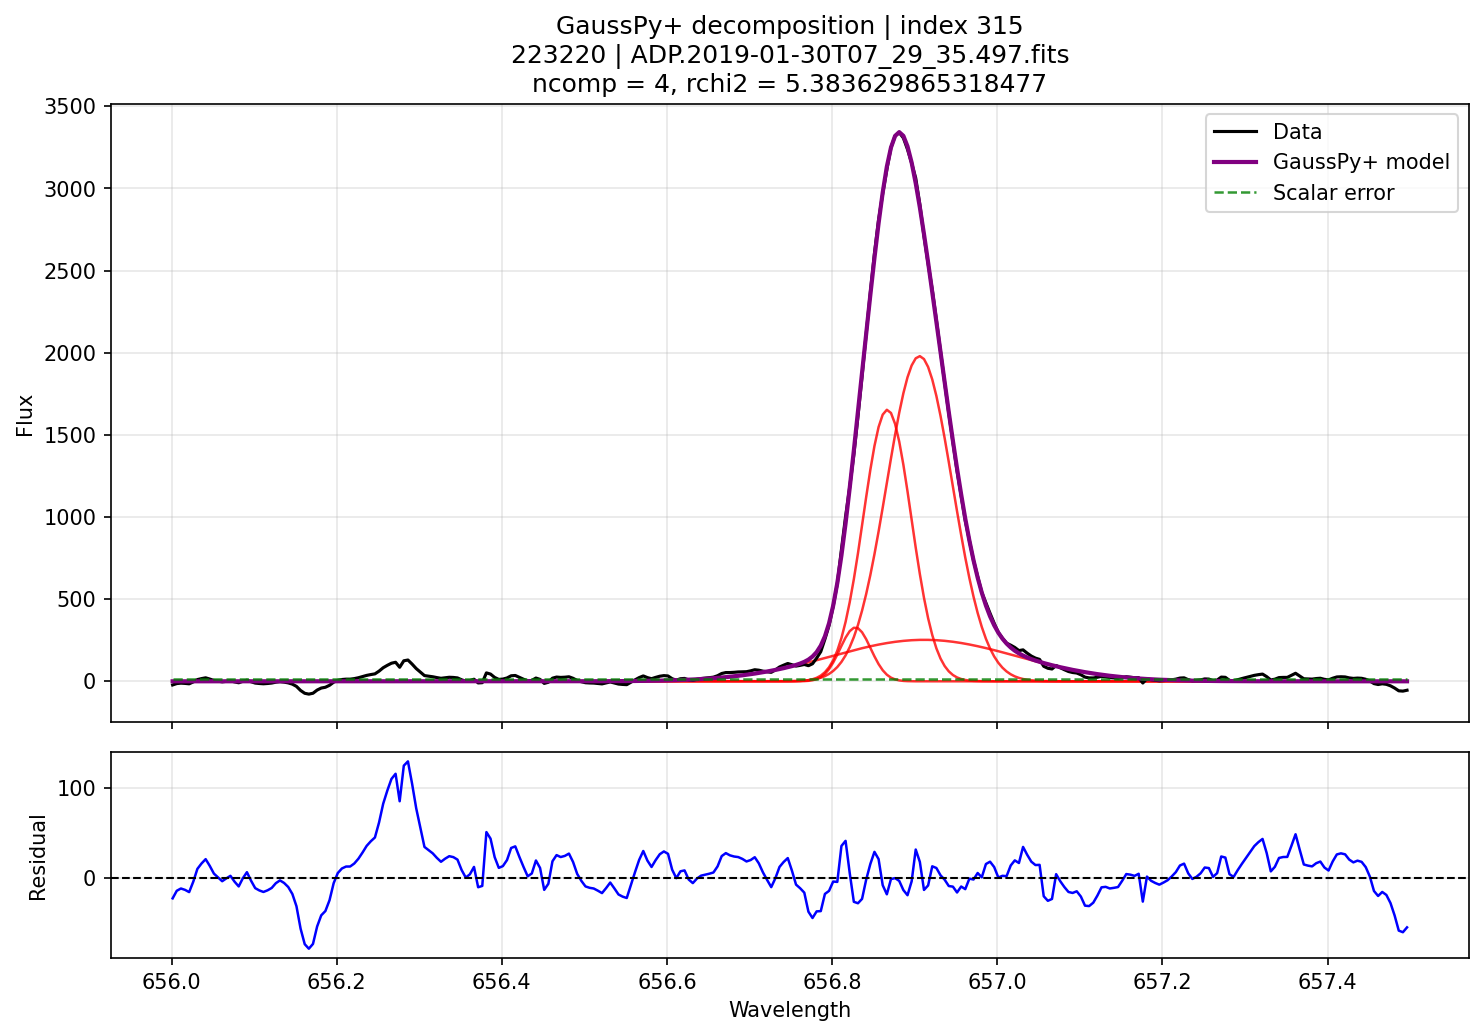 GaussPy+ decomposition | index 315
223220 | ADP.2019-01-30T07_29_35.497.fits
ncomp = 4, rchi2 = 5.383629865318477
Data
GaussPy+ model
Scalar error
3500
3000
2500
2000
1500
1000
500
0
Flux
100
0
Residual
656.0
656.2
656.4
656.6
656.8
657.0
657.2
657.4
Wavelength